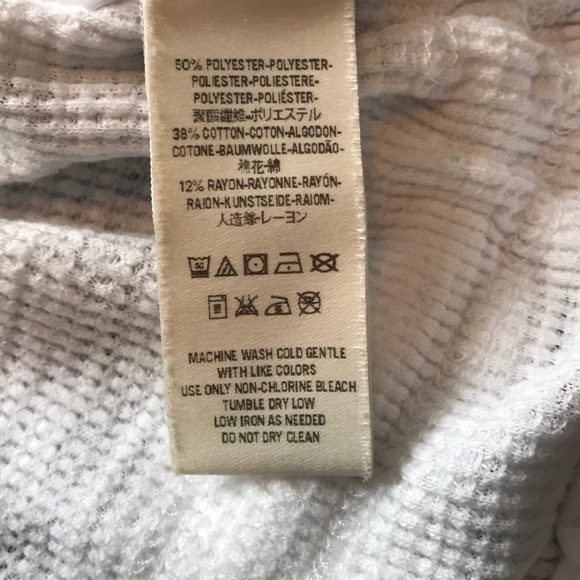 50% POLYESTER-POLYESTER-
POLIESTER-POLIESTERE-
POLYESTER-POLIÉSTER-
聚酯纖維-ポリエステル
38% COTTON-COTON-ALGODON-
COTONE-BAUMWOLLE-ALGODÃO-
棉花-綿
12% RAYON-RAYONNE-RAYÓN-
RAION-KUNSTSEIDE-RAIOM-
人造絲-レーヨン
30
MACHINE WASH COLD GENTLE
WITH LIKE COLORS
USE ONLY NON-CHLORINE BLEACH
TUMBLE DRY LOW
LOW IRON AS NEEDED
DO NOT DRY CLEAN